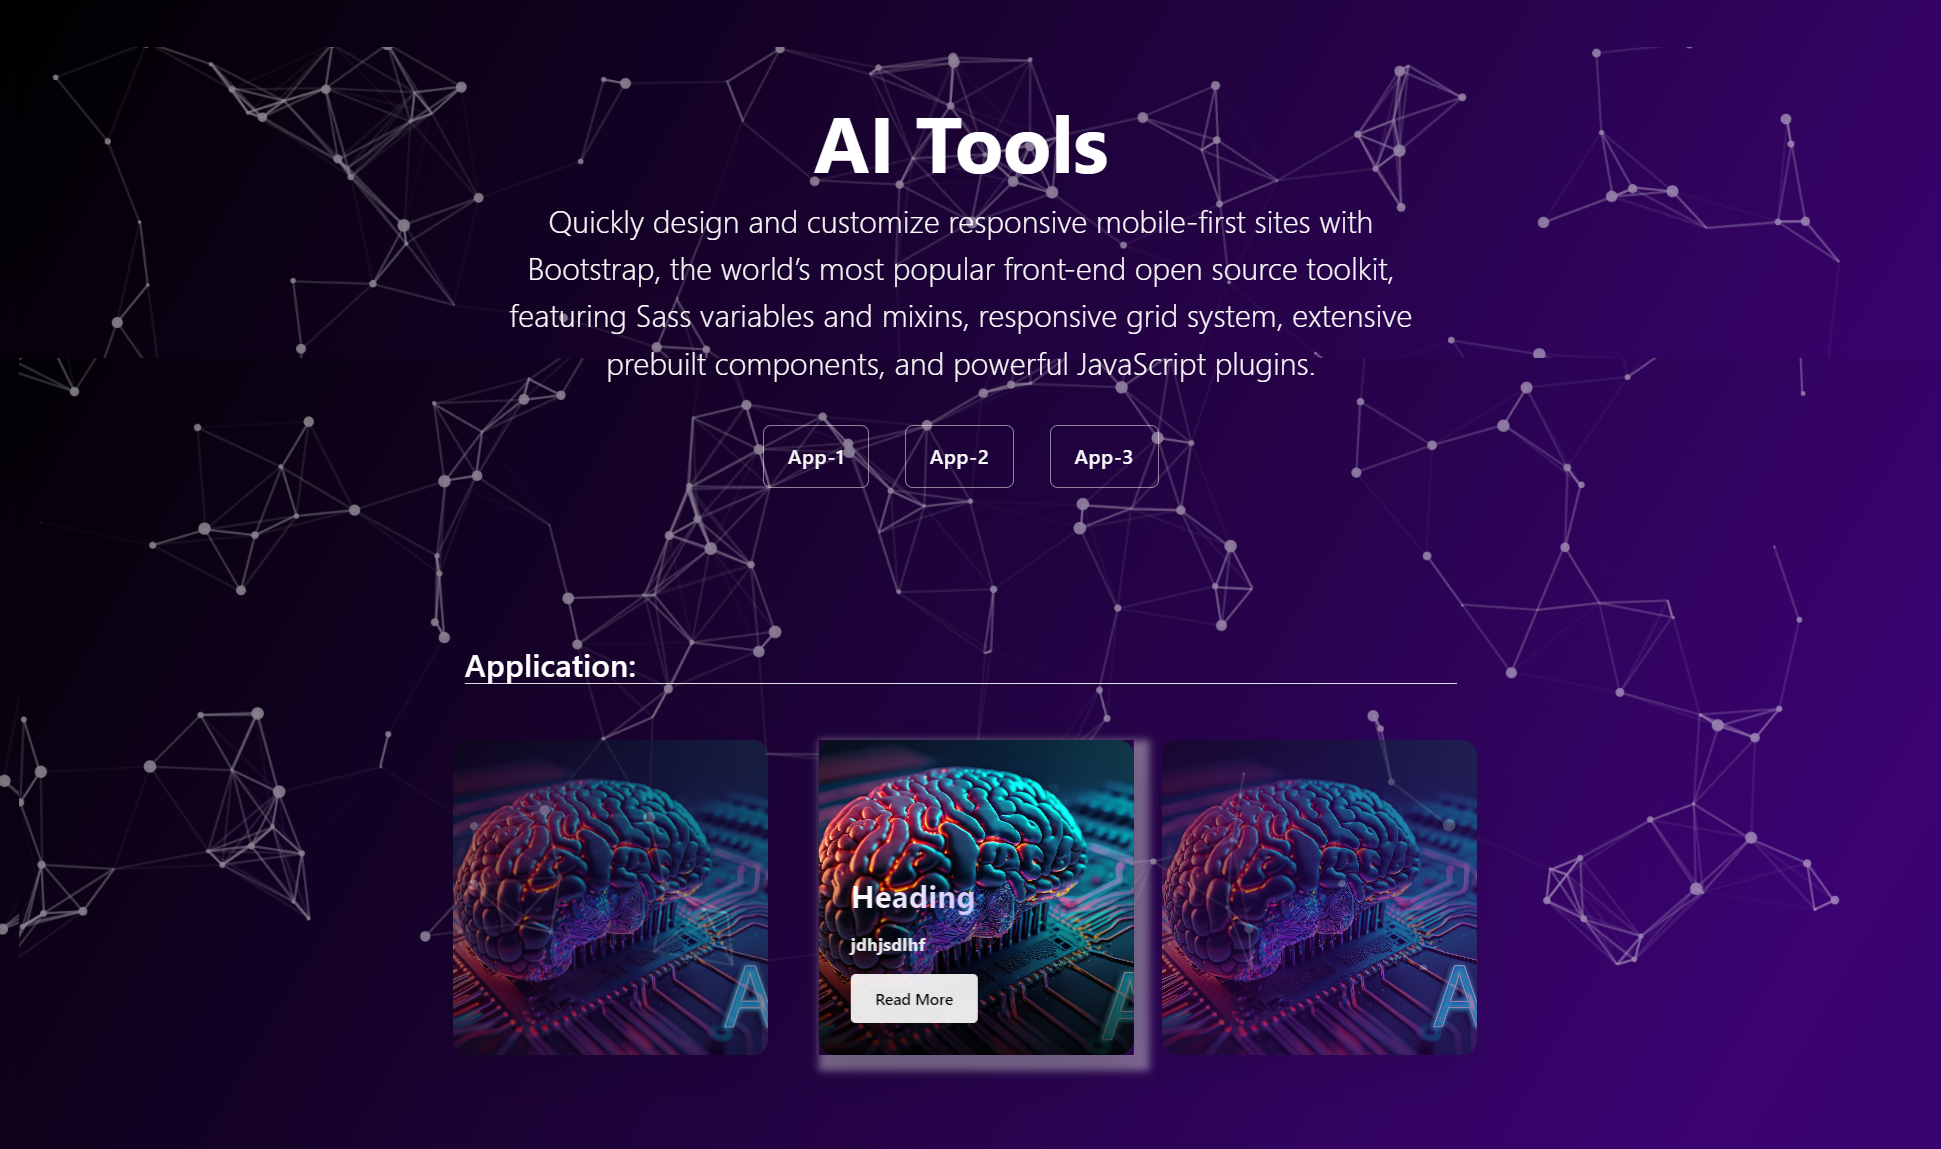 AI Tools
Quickly design and customize responsive mobile-first sites with
Bootstrap, the world’s most popular front-end open source toolkit,
featuring Sass variables and mixins, responsive grid system, extensive
prebuilt components, and powerful JavaScript plugins.
App-1 App-2 App-3
Application:
Heading
jdhjsdlhf
Read More
A A A